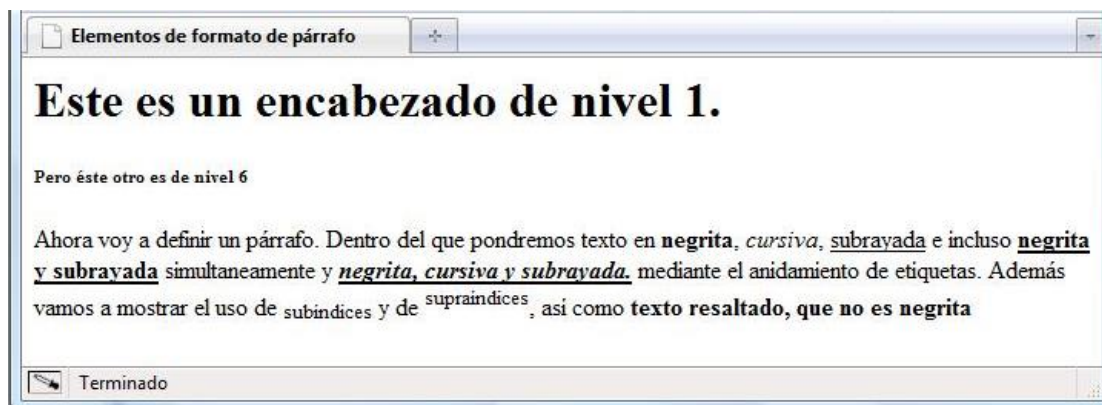 Elementos de formato de párrafo
Este es un encabezado de nivel 1.
Pero éste otro es de nivel 6
Ahora voy a definir un párrafo. Dentro del que pondremos texto en negrita, cursiva, subrayada e incluso negrita
y subrayada simultaneamente y negrita, cursiva y subrayada. mediante el anidamiento de etiquetas. Además
vamos a mostrar el uso de subindices y de supraindices, así como texto resaltado, que no es negrita
Terminado